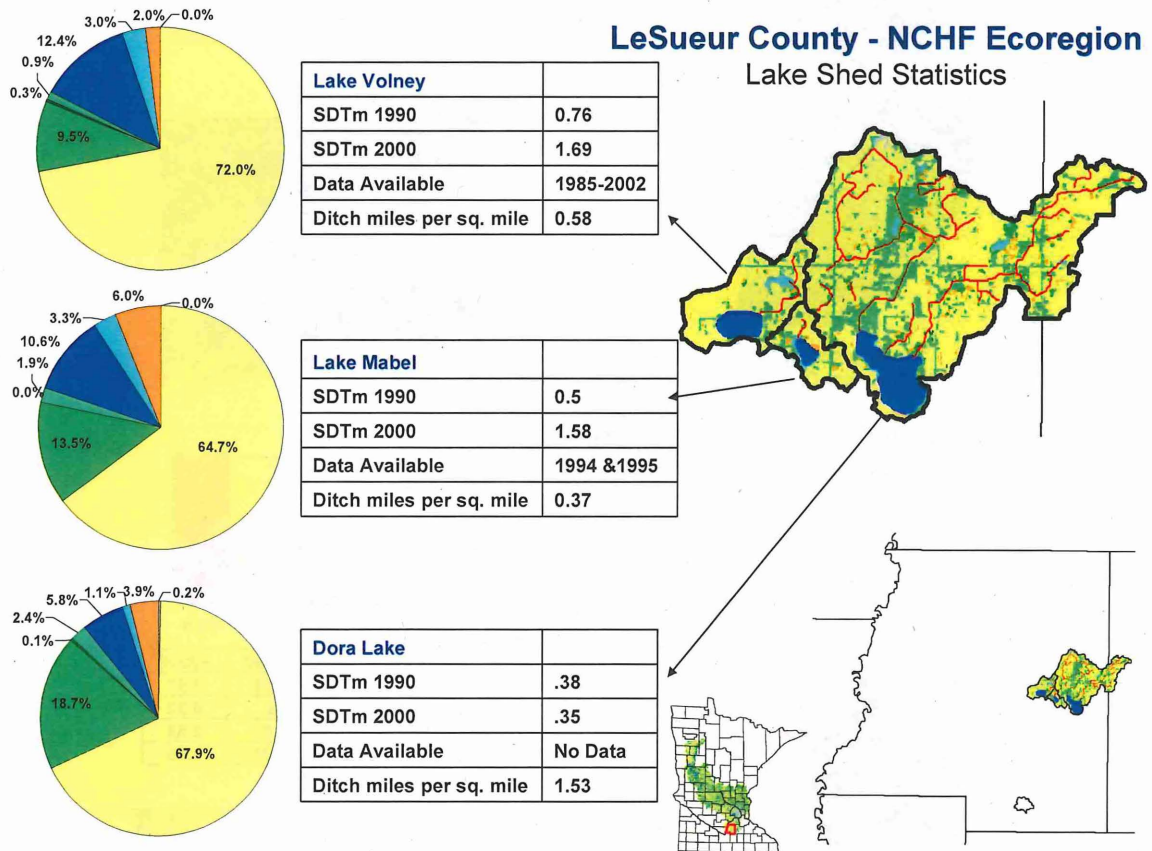 LeSueur County - NCHF Ecoregion
Lake Shed Statistics
0.3%
0.9%
12.4%
3.0%
2.0%
0.0%
9.5%
72.0%
Lake Volney
SDTm 1990 0.76
SDTm 2000 1.69
Data Available 1985-2002
Ditch miles per sq. mile 0.58
0.0%
1.9%
10.6%
3.3%
6.0%
0.0%
13.5%
64.7%
Lake Mabel
SDTm 1990 0.5
SDTm 2000 1.58
Data Available 1994 &1995
Ditch miles per sq. mile 0.37
0.1%
2.4%
5.8%
1.1%
3.9%
0.2%
18.7%
67.9%
Dora Lake
SDTm 1990 .38
SDTm 2000 .35
Data Available No Data
Ditch miles per sq. mile 1.53